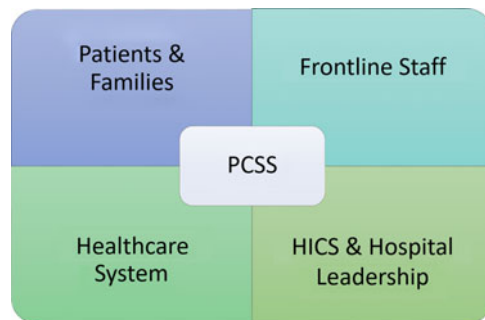 Patients &
Families
Frontline Staff
PCSS
Healthcare
System
HICS & Hospital
Leadership